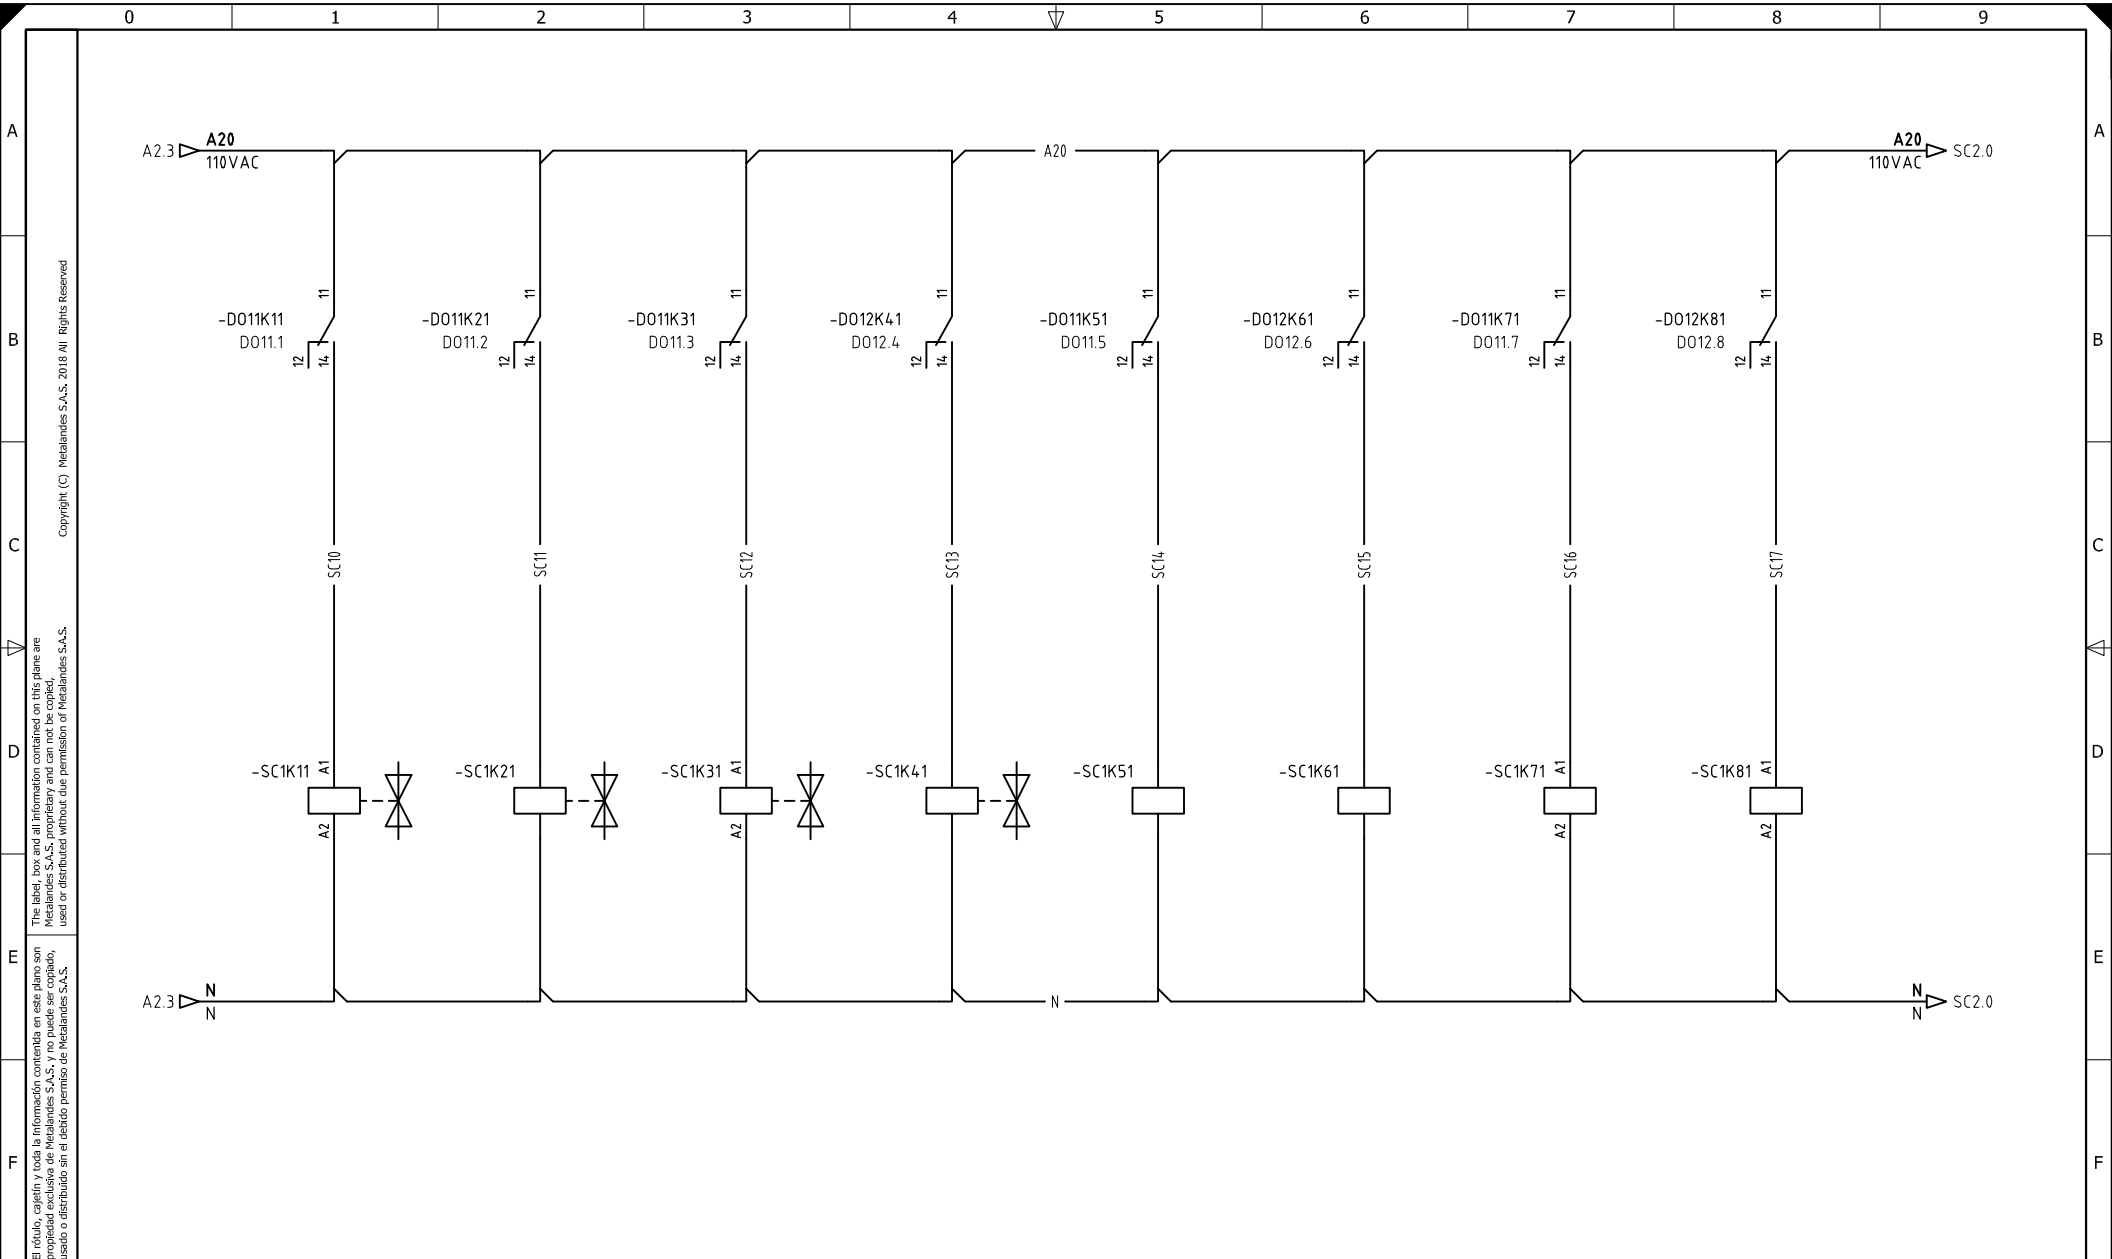 0 1 2 3 4 5 6 7 8 9
A A
B B
C C
D D
E E
F F
Copyright (C) Metalandes S.A.S. 2018 All Rights Reserved
The label, box and all information contained on this plane are
Metalandes S.A.S. proprietary and can not be copied,
used or distributed without due permission of Metalandes S.A.S.
El rótulo, cajetín y toda la información contenida en este plano son
propiedad exclusiva de Metalandes S.A.S. y no puede ser copiado,
usado o distribuido sin el debido permiso de Metalandes S.A.S.
A2.3 A20 A20 A20 SC2.0
110VAC 110VAC
11 11 11 11 11 11 11 11
-DO11K11 -DO11K21 -DO11K31 -DO12K41 -DO11K51 -DO12K61 -DO11K71 -DO12K81
DO11.1 DO11.2 DO11.3 DO12.4 DO11.5 DO12.6 DO11.7 DO12.8
12 14 12 14 12 14 12 14 12 14 12 14 12 14 12 14
SC10 SC11 SC12 SC13 SC14 SC15 SC16 SC17
-SC1K11 A1 -SC1K21 -SC1K31 A1 -SC1K41 -SC1K51 -SC1K61 -SC1K71 A1 -SC1K81 A1
A2 A2 A2 A2
N N
A2.3 N SC2.0
N N